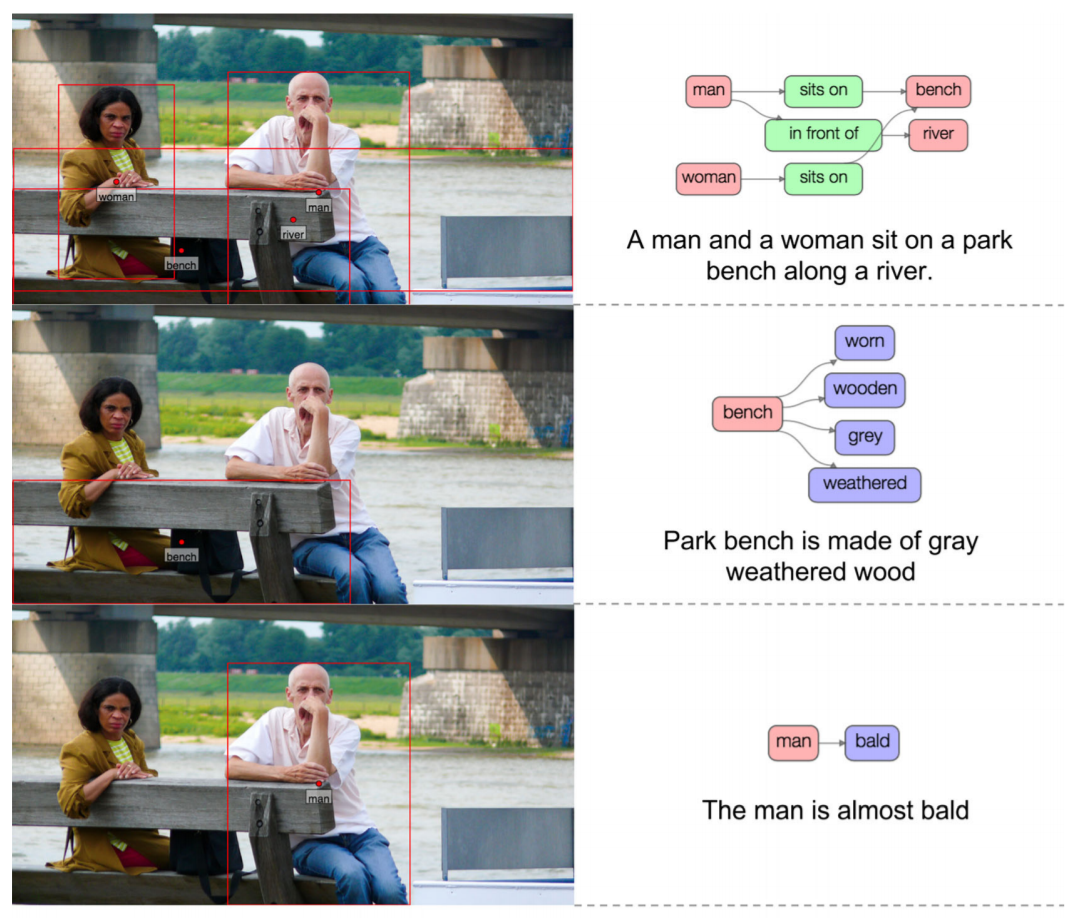 woman
man
river
bench
man
sits on
bench
in front of
river
woman
sits on
A man and a woman sit on a park
bench along a river.
bench
worn
wooden
bench
grey
weathered
Park bench is made of gray
weathered wood
man
man
bald
The man is almost bald